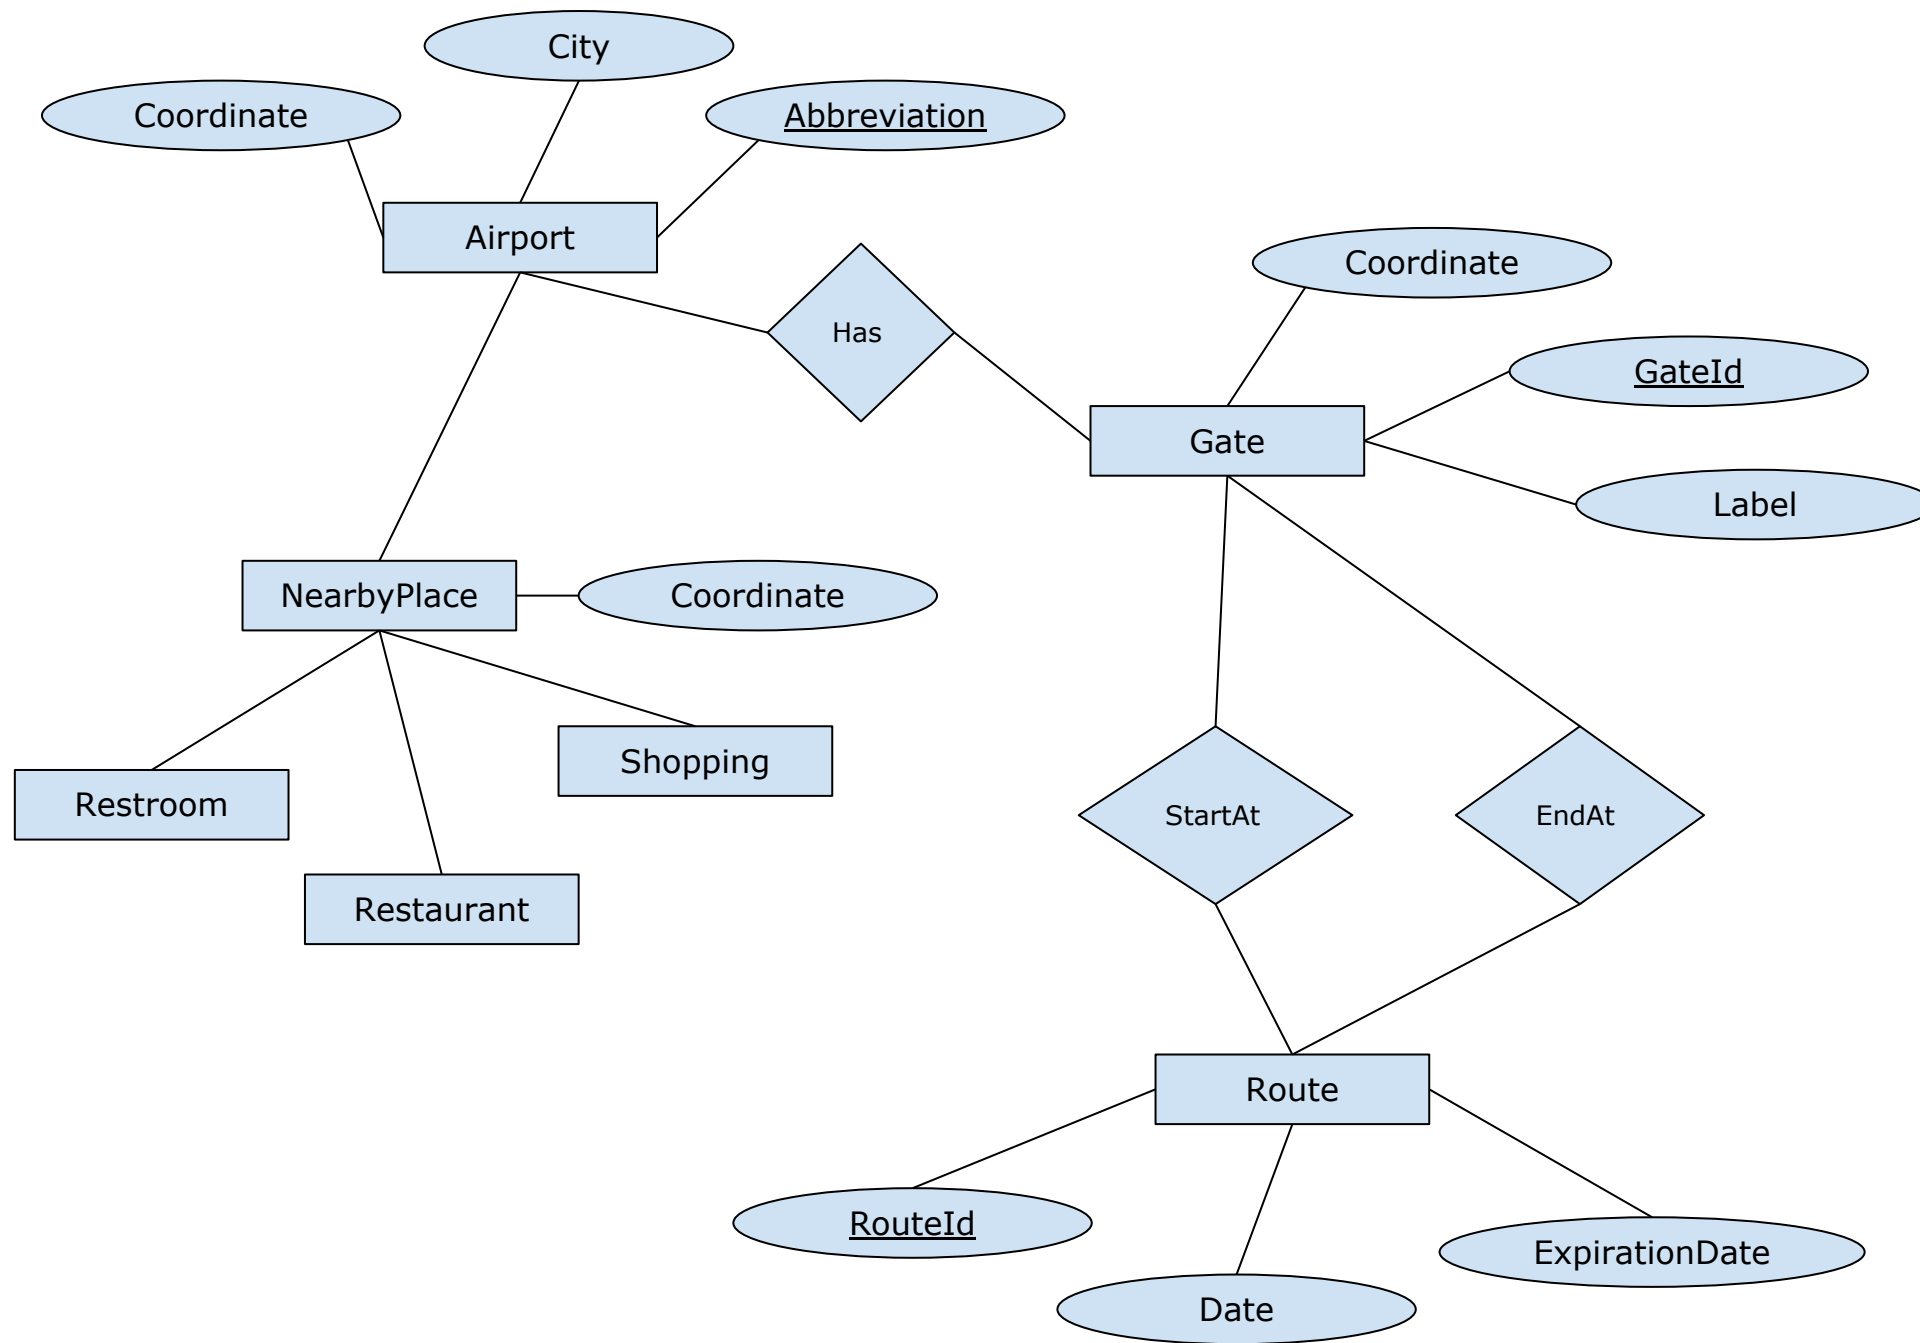 City
Coordinate
Abbreviation
Airport
Coordinate
Has
GateId
Gate
Label
NearbyPlace
Coordinate
Shopping
Restroom
StartAt
EndAt
Restaurant
Route
RouteId
ExpirationDate
Date